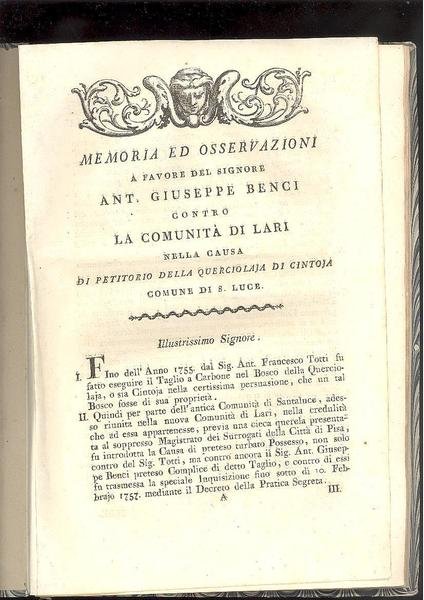 MEMORIA ED OSSERVAZIONI
A FAVORE DEL SIGNORE
ANT. GIUSEPPE BENCI
CONTRO
LA COMUNITÀ DI LARI
NELLA CAUSA
DI PETITORIO DELLA QUERCIOLAJA DI CINTOJA
COMUNE DI S. LUCE.
Illustrissimo Signore.
I. Fino dell'Anno 1755. dal Sig. Ant. Francesco Totti fu
fatto eseguire il Taglio a Carbone nel Bosco della Quercio-
laja, o sia Cintoja nella certissima persuasione, che un tal
Bosco fosse di sua proprietà.
II. Quindi per parte dell'antica Comunità di Santaluce, ades-
so riunita nella nuova Comunità di Lari, nella credulità
che ad essa appartenesse, previa una cieca querela presenta-
ta al soppresso Magistrato dei Surrogati della Città di Pisa,
fu introdotta la Causa di preteso turbato Possesso, non solo
contro del Sig. Totti, ma contro ancora il Sig. Ant. Giusep-
pe Benci preteso Complice di detto Taglio, e contro di essi
fu trasmessa la speciale Inquisizione fino sotto dì 10. Feb-
brajo 1757. mediante il Decreto della Pratica Segreta.
A III.